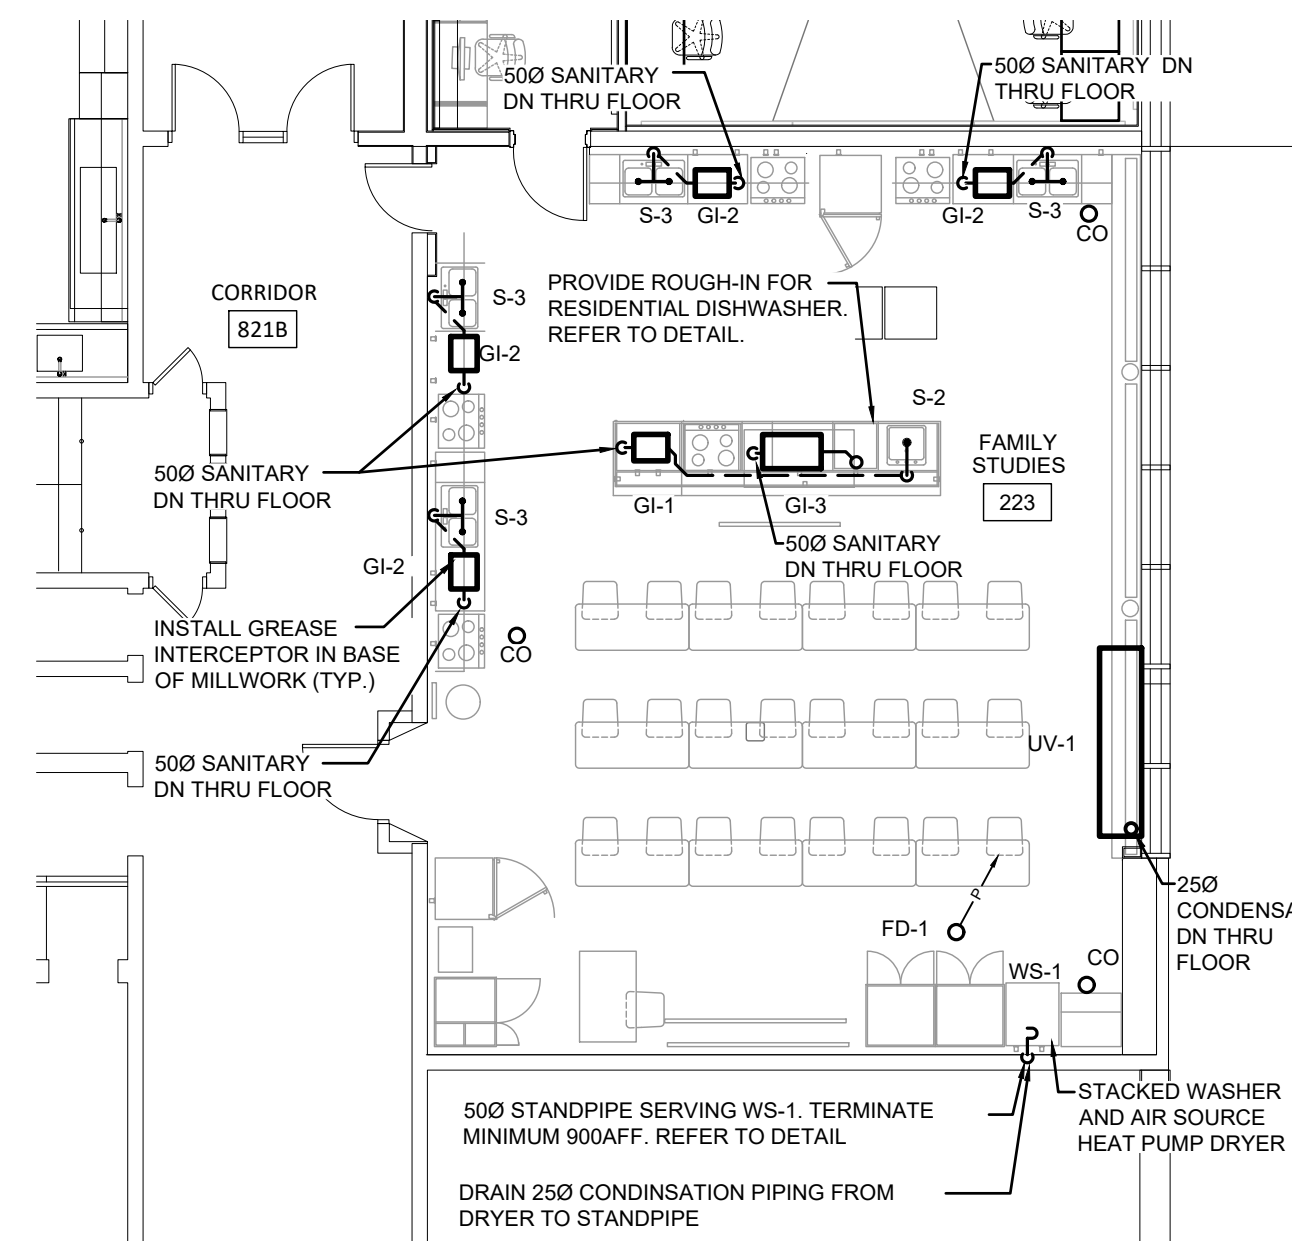 50Ø SANITARY
DN THRU FLOOR
50Ø SANITARY DN
THRU FLOOR
S-3
GI-2
GI-2
S-3
CO
CORRIDOR
821B
S-3
GI-2
PROVIDE ROUGH-IN FOR
RESIDENTIAL DISHWASHER.
REFER TO DETAIL.
S-2
FAMILY
STUDIES
223
50Ø SANITARY
DN THRU FLOOR
GI-1
GI-3
S-3
50Ø SANITARY
DN THRU FLOOR
GI-2
INSTALL GREASE
INTERCEPTOR IN BASE
OF MILLWORK (TYP.)
CO
UV-1
50Ø SANITARY
DN THRU FLOOR
25Ø
CONDENSA
DN THRU
FLOOR
P
FD-1
WS-1
CO
50Ø STANDPIPE SERVING WS-1. TERMINATE
MINIMUM 900AFF. REFER TO DETAIL
STACKED WASHER
AND AIR SOURCE
HEAT PUMP DRYER
DRAIN 25Ø CONDINSATION PIPING FROM
DRYER TO STANDPIPE